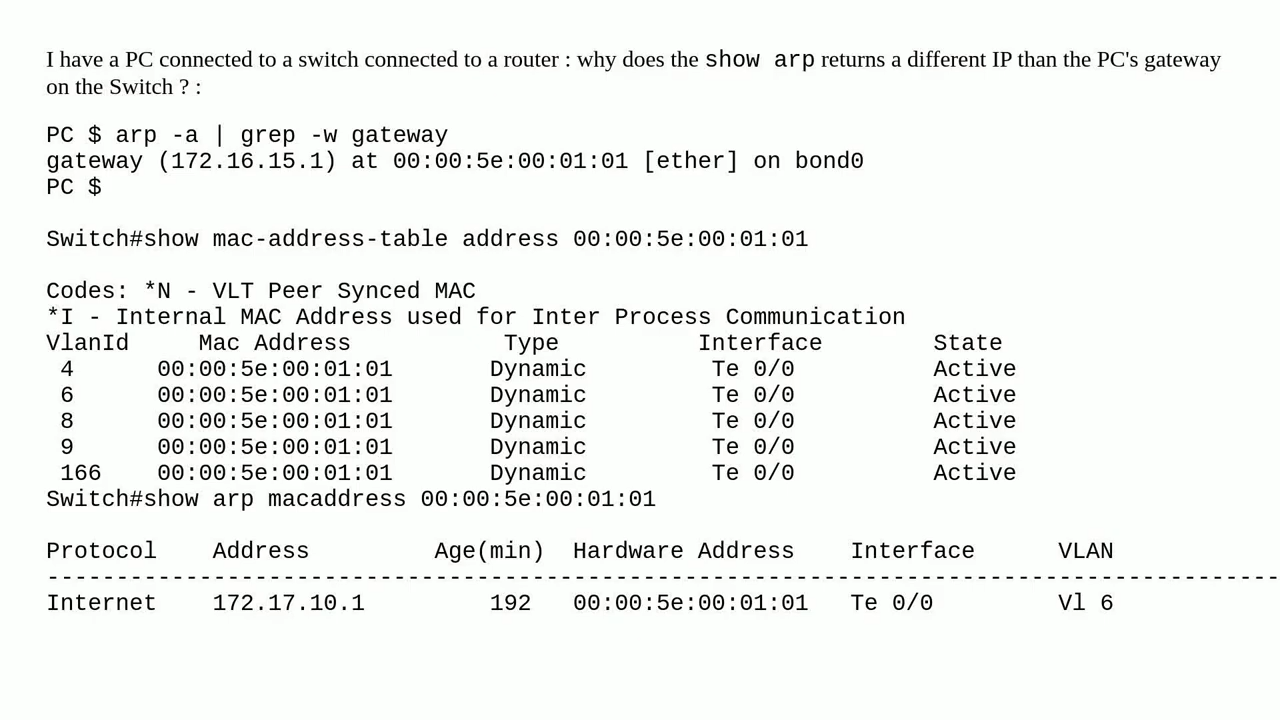 I have a PC connected to a switch connected to a router : why does the show arp returns a different IP than the PC's gateway
on the Switch ? :
PC $ arp -a | grep -w gateway
gateway (172.16.15.1) at 00:00:5e:00:01:01 [ether] on bond0
PC $
Switch#show mac-address-table address 00:00:5e:00:01:01
Codes: *N - VLT Peer Synced MAC
*I - Internal MAC Address used for Inter Process Communication
VlanId     Mac Address           Type          Interface        State
 4      00:00:5e:00:01:01       Dynamic         Te 0/0          Active
 6      00:00:5e:00:01:01       Dynamic         Te 0/0          Active
 8      00:00:5e:00:01:01       Dynamic         Te 0/0          Active
 9      00:00:5e:00:01:01       Dynamic         Te 0/0          Active
 166    00:00:5e:00:01:01       Dynamic         Te 0/0          Active
Switch#show arp macaddress 00:00:5e:00:01:01
Protocol    Address         Age(min)  Hardware Address    Interface      VLAN
-----------------------------------------------------------------------------------------
Internet    172.17.10.1         192   00:00:5e:00:01:01   Te 0/0         Vl 6